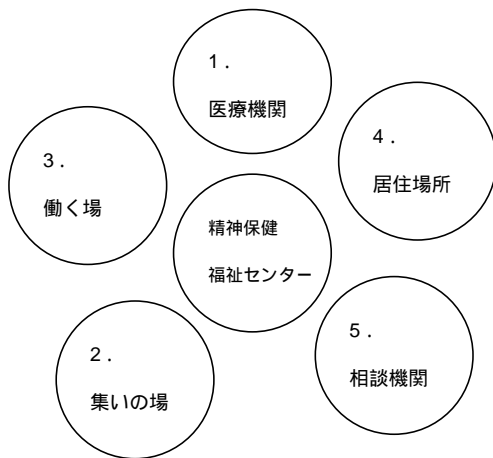 1.
医療機関
4.
居住場所
3.
働く場
精神保健
福祉センター
5.
相談機関
2.
集いの場